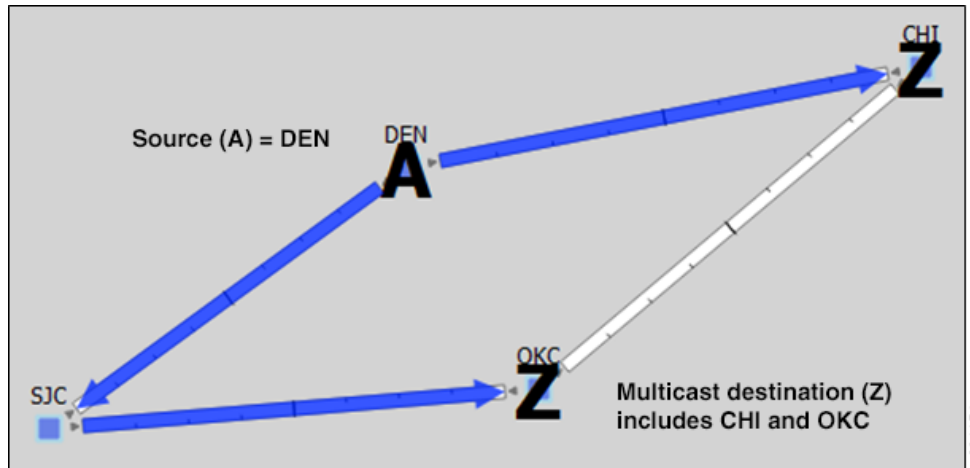 CHI
Z
DEN
Source (A) = DEN
A
OKC
Z
SJC
Multicast destination (Z)
includes CHI and OKC